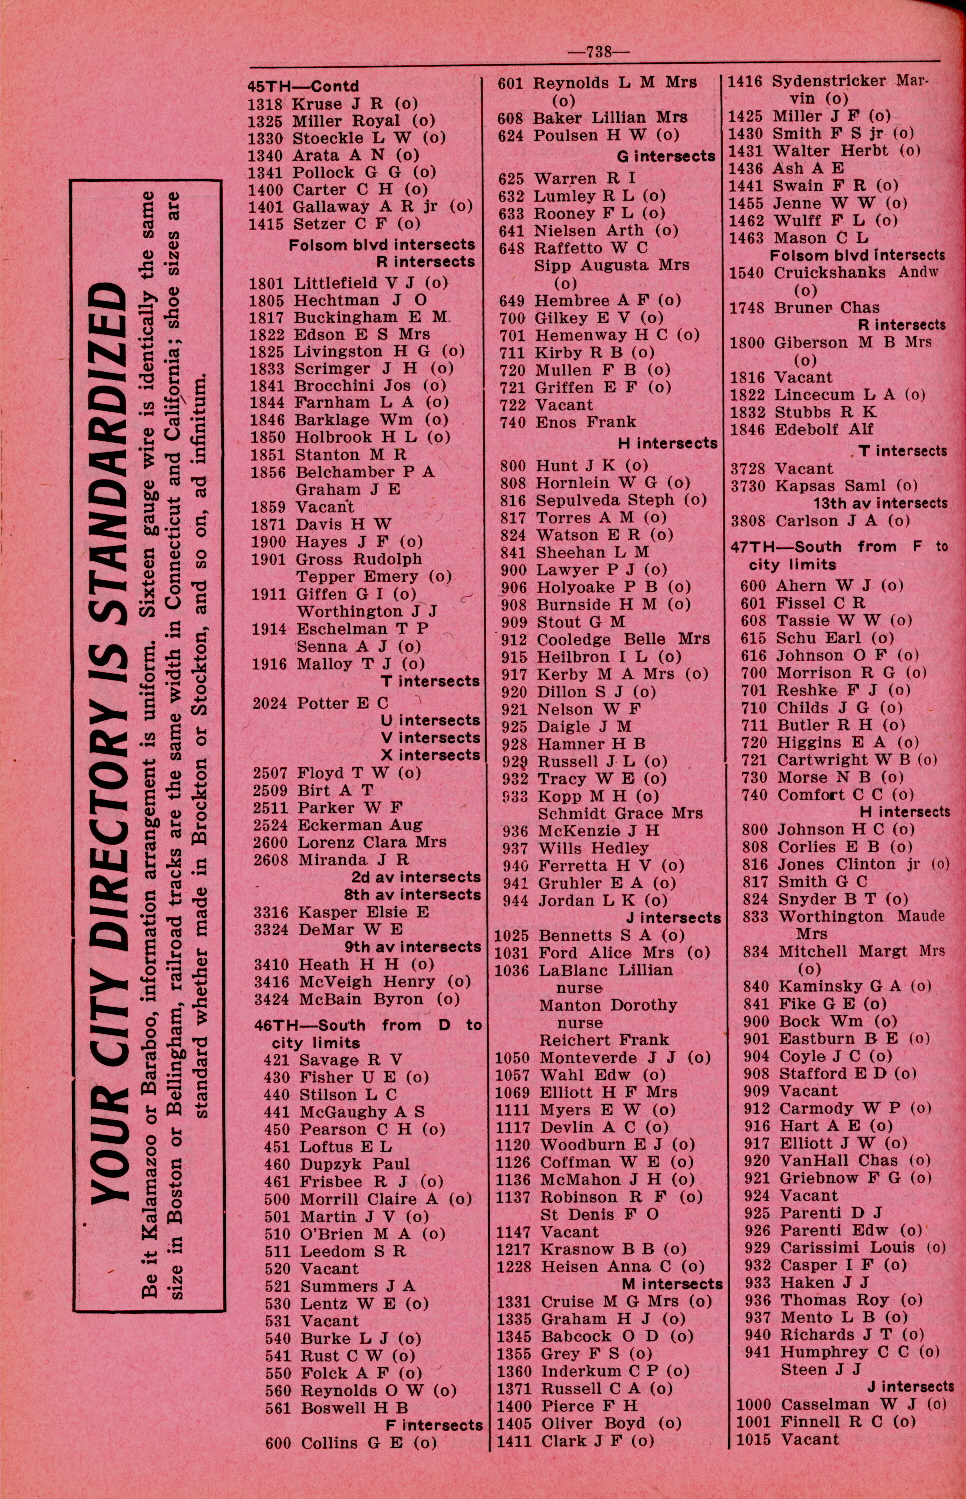 —738—
YOUR CITY DIRECTORY IS STANDARDIZED
Be it Kalamazoo or Baraboo, information arrangement is uniform. Sixteen gauge wire is identically the same
size in Boston or Bellingham, railroad tracks are the same width in Connecticut and California; shoe sizes are
standard whether made in Brockton or Stockton, and so on, ad infinitum.
45TH—Contd
1318 Kruse J R (o)
1325 Miller Royal (o)
1330 Stoeckle L W (o)
1340 Arata A N (o)
1341 Pollock G G (o)
1400 Carter C H (o)
1401 Gallaway A R jr (o)
1415 Setzer C F (o)
Folsom blvd intersects
R intersects
1801 Littlefield V J (o)
1805 Hechtman J O
1817 Buckingham E M
1822 Edson E S Mrs
1825 Livingston H G (o)
1833 Scrimger J H (o)
1841 Brocchini Jos (o)
1844 Farnham L A (o)
1846 Barklage Wm (o)
1850 Holbrook H L (o)
1851 Stanton M R
1856 Belchamber P A
Graham J E
1859 Vacant
1871 Davis H W
1900 Hayes J F (o)
1901 Gross Rudolph
Tepper Emery (o)
1911 Giffen G I (o)
Worthington J J
1914 Eschelman T P
Senna A J (o)
1916 Malloy T J (o)
T intersects
2024 Potter E C
U intersects
V intersects
X intersects
2507 Floyd T W (o)
2509 Birt A T
2511 Parker W F
2524 Eckerman Aug
2600 Lorenz Clara Mrs
2608 Miranda J R
2d av intersects
8th av intersects
3316 Kasper Elsie E
3324 DeMar W E
9th av intersects
3410 Heath H H (o)
3416 McVeigh Henry (o)
3424 McBain Byron (o)
46TH—South from D to
city limits
421 Savage R V
430 Fisher U E (o)
440 Stilson L C
441 McGaughy A S
450 Pearson C H (o)
451 Loftus E L
460 Dupzyk Paul
461 Frisbee R J (o)
500 Morrill Claire A (o)
501 Martin J V (o)
510 O'Brien M A (o)
511 Leedom S R
520 Vacant
521 Summers J A
530 Lentz W E (o)
531 Vacant
540 Burke L J (o)
541 Rust C W (o)
550 Folck A F (o)
560 Reynolds O W (o)
561 Boswell H B
F intersects
600 Collins G E (o)
601 Reynolds L M Mrs
(o)
608 Baker Lillian Mrs
624 Poulsen H W (o)
G intersects
625 Warren R I
632 Lumley R L (o)
633 Rooney F L (o)
641 Nielsen Arth (o)
648 Raffetto W C
Sipp Augusta Mrs
(o)
649 Hembree A F (o)
700 Gilkey E V (o)
701 Hemenway H C (o)
711 Kirby R B (o)
720 Mullen F B (o)
721 Griffen E F (o)
722 Vacant
740 Enos Frank
H intersects
800 Hunt J K (o)
808 Hornlein W G (o)
816 Sepulveda Steph (o)
817 Torres A M (o)
824 Watson E R (o)
841 Sheehan L M
900 Lawyer P J (o)
906 Holyoake P B (o)
908 Burnside H M (o)
909 Stout G M
912 Cooledge Belle Mrs
915 Heilbron I L (o)
917 Kerby M A Mrs (o)
920 Dillon S J (o)
921 Nelson W F
925 Daigle J M
928 Hamner H B
929 Russell J L (o)
932 Tracy W E (o)
933 Kopp M H (o)
Schmidt Grace Mrs
936 McKenzie J H
937 Wills Hedley
940 Ferretta H V (o)
941 Gruhler E A (o)
944 Jordan L K (o)
J intersects
1025 Bennetts S A (o)
1031 Ford Alice Mrs (o)
1036 LaBlanc Lillian
nurse
Manton Dorothy
nurse
Reichert Frank
1050 Monteverde J J (o)
1057 Wahl Edw (o)
1069 Elliott H F Mrs
1111 Myers E W (o)
1117 Devlin A C (o)
1120 Woodburn E J (o)
1126 Coffman W E (o)
1136 McMahon J H (o)
1137 Robinson R F (o)
St Denis F O
1147 Vacant
1217 Krasnow B B (o)
1228 Heisen Anna C (o)
M intersects
1331 Cruise M G Mrs (o)
1335 Graham H J (o)
1345 Babcock O D (o)
1355 Grey F S (o)
1360 Inderkum C P (o)
1371 Russell C A (o)
1400 Pierce F H
1405 Oliver Boyd (o)
1411 Clark J F (o)
1416 Sydenstricker Mar-
vin (o)
1425 Miller J F (o)
1430 Smith F S jr (o)
1431 Walter Herbt (o)
1436 Ash A E
1441 Swain F R (o)
1455 Jenne W W (o)
1462 Wulff F L (o)
1463 Mason C L
Folsom blvd intersects
1540 Cruickshanks Andw
(o)
1748 Bruner Chas
R intersects
1800 Giberson M B Mrs
(o)
1816 Vacant
1822 Lincecum L A (o)
1832 Stubbs R K
1846 Edebolf Alf
T intersects
3728 Vacant
3730 Kapsas Saml (o)
13th av intersects
3808 Carlson J A (o)
47TH—South from F to
city limits
600 Ahern W J (o)
601 Fissel C R
608 Tassie W W (o)
615 Schu Earl (o)
616 Johnson O F (o)
700 Morrison R G (o)
701 Reshke F J (o)
710 Childs J G (o)
711 Butler R H (o)
720 Higgins E A (o)
721 Cartwright W B (o)
730 Morse N B (o)
740 Comfort C C (o)
H intersects
800 Johnson H C (o)
808 Corlies E B (o)
816 Jones Clinton jr (o)
817 Smith G C
824 Snyder B T (o)
833 Worthington Maude
Mrs
834 Mitchell Margt Mrs
(o)
840 Kaminsky G A (o)
841 Fike G E (o)
900 Bock Wm (o)
901 Eastburn B E (o)
904 Coyle J C (o)
908 Stafford E D (o)
909 Vacant
912 Carmody W P (o)
916 Hart A E (o)
917 Elliott J W (o)
920 VanHall Chas (o)
921 Griebnow F G (o)
924 Vacant
925 Parenti D J
926 Parenti Edw (o)
929 Carissimi Louis (o)
932 Casper I F (o)
933 Haken J J
936 Thomas Roy (o)
937 Mento L B (o)
940 Richards J T (o)
941 Humphrey C C (o)
Steen J J
J intersects
1000 Casselman W J (o)
1001 Finnell R C (o)
1015 Vacant